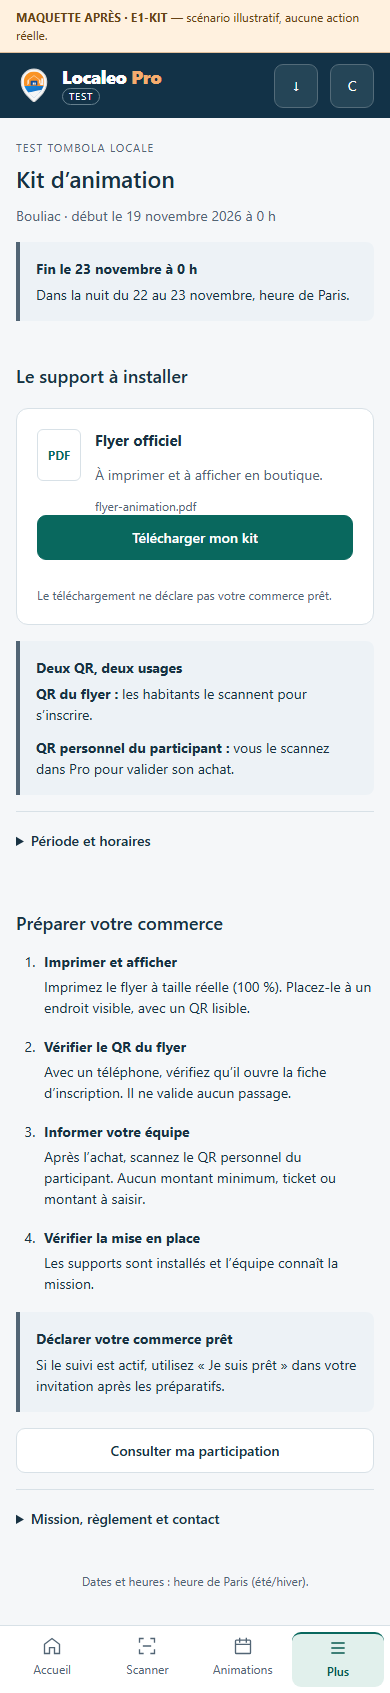 MAQUETTE APRÈS · E1-KIT — scénario illustratif, aucune action
réelle.
Localeo Pro
TEST
↓
C
TEST TOMBOLA LOCALE
Kit d’animation
Bouliac · début le 19 novembre 2026 à 0 h
Fin le 23 novembre à 0 h
Dans la nuit du 22 au 23 novembre, heure de Paris.
Le support à installer
PDF
Flyer officiel
À imprimer et à afficher en boutique.
flyer-animation.pdf
Télécharger mon kit
Le téléchargement ne déclare pas votre commerce prêt.
Deux QR, deux usages
QR du flyer : les habitants le scannent pour
s’inscrire.
QR personnel du participant : vous le scannez
dans Pro pour valider son achat.
Période et horaires
Préparer votre commerce
1. Imprimer et afficher
Imprimez le flyer à taille réelle (100 %). Placez-le à un
endroit visible, avec un QR lisible.
2. Vérifier le QR du flyer
Avec un téléphone, vérifiez qu’il ouvre la fiche
d’inscription. Il ne valide aucun passage.
3. Informer votre équipe
Après l’achat, scannez le QR personnel du
participant. Aucun montant minimum, ticket ou
montant à saisir.
4. Vérifier la mise en place
Les supports sont installés et l’équipe connaît la
mission.
Déclarer votre commerce prêt
Si le suivi est actif, utilisez « Je suis prêt » dans votre
invitation après les préparatifs.
Consulter ma participation
Mission, règlement et contact
Dates et heures : heure de Paris (été/hiver).
Accueil
Scanner
Animations
Plus